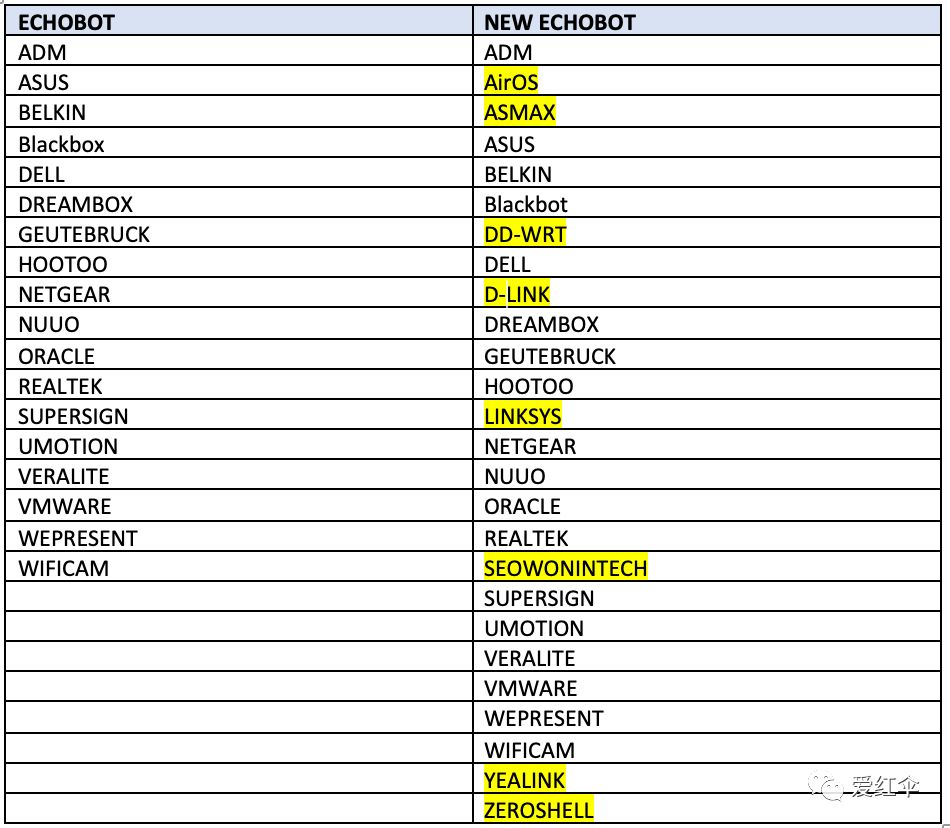 ECHOBOT NEW ECHOBOT
ADM ADM
ASUS AirOS
BELKIN ASMAX
Blackbox ASUS
DELL BELKIN
DREAMBOX Blackbot
GEUTEBRUCK DD-WRT
HOOTOO DELL
NETGEAR D-LINK
NUUO DREAMBOX
ORACLE GEUTEBRUCK
REALTEK HOOTOO
SUPERSIGN LINKSYS
UMOTION NETGEAR
VERALITE NUUO
VMWARE ORACLE
WEPRESENT REALTEK
WIFICAM SEOWONINTECH
SUPERSIGN
UMOTION
VERALITE
VMWARE
WEPRESENT
WIFICAM
YEALINK
爱红伞
ZEROSHELL